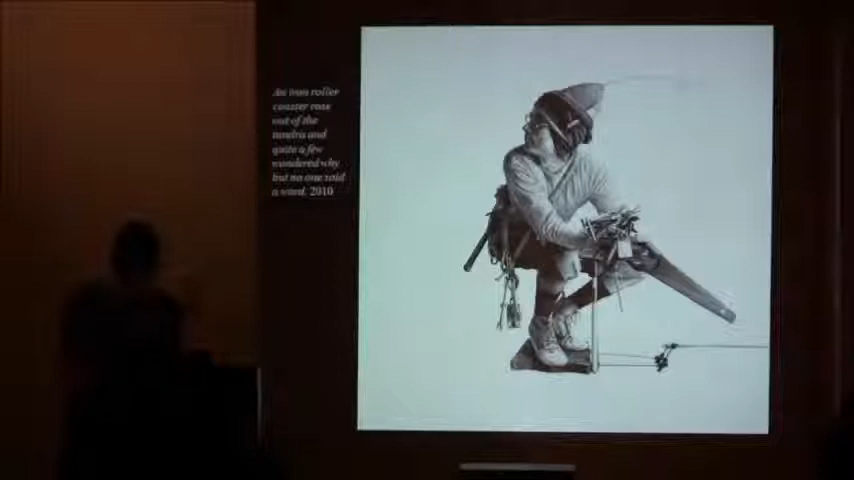 An iron roller
coaster rose
out of the
tundra and
quite a few
wondered why
but no one said
a word. 2010